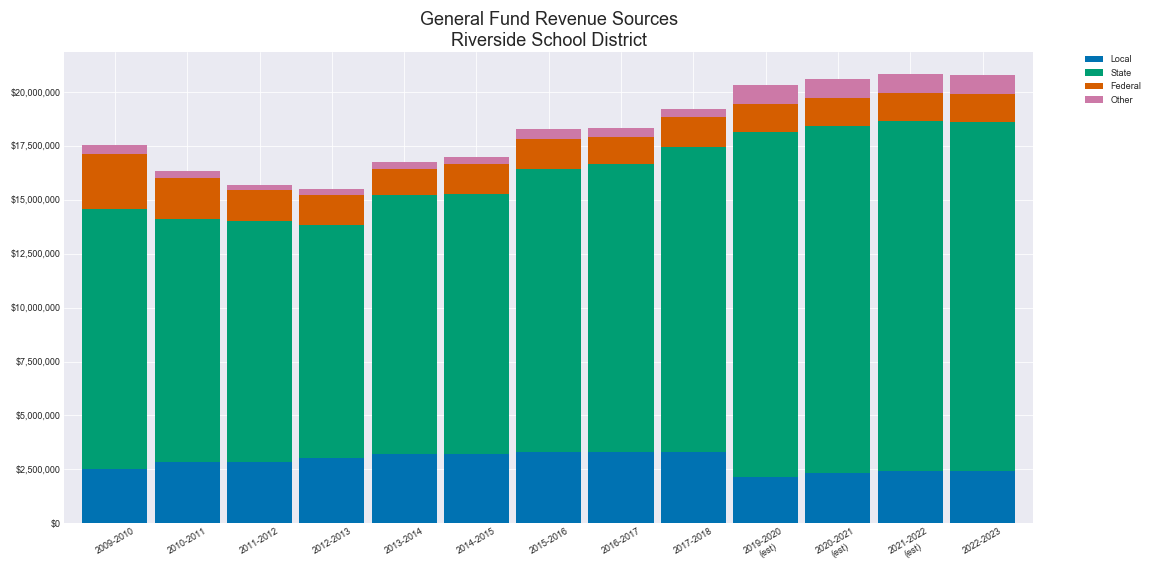 General Fund Revenue Sources
Riverside School District
Local
State
Federal
Other
$20,000,000
$17,500,000
$15,000,000
$12,500,000
$10,000,000
$7,500,000
$5,000,000
$2,500,000
$0
2009-2010
2010-2011
2011-2012
2012-2013
2013-2014
2014-2015
2015-2016
2016-2017
2017-2018
2019-2020
(est)
2020-2021
(est)
2021-2022
(est)
2022-2023